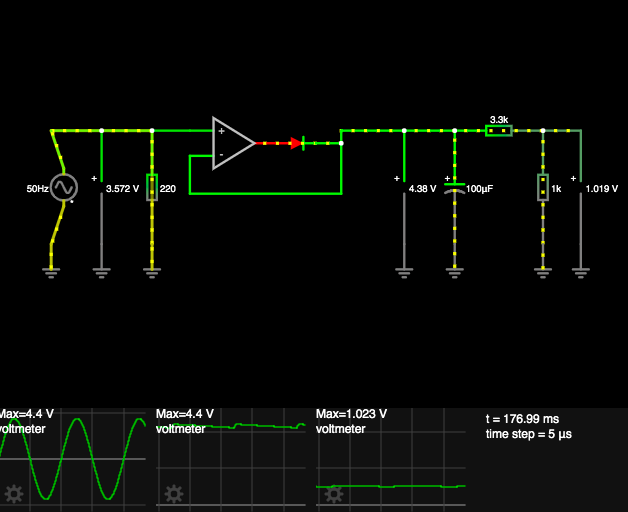 3.3k
+
-
50Hz
+
3.572 V
220
+
4.38 V
+
100µF
1k
+
1.019 V
Max=4.4 V
voltmeter
Max=4.4 V
voltmeter
Max=1.023 V
voltmeter
t = 176.99 ms
time step = 5 µs